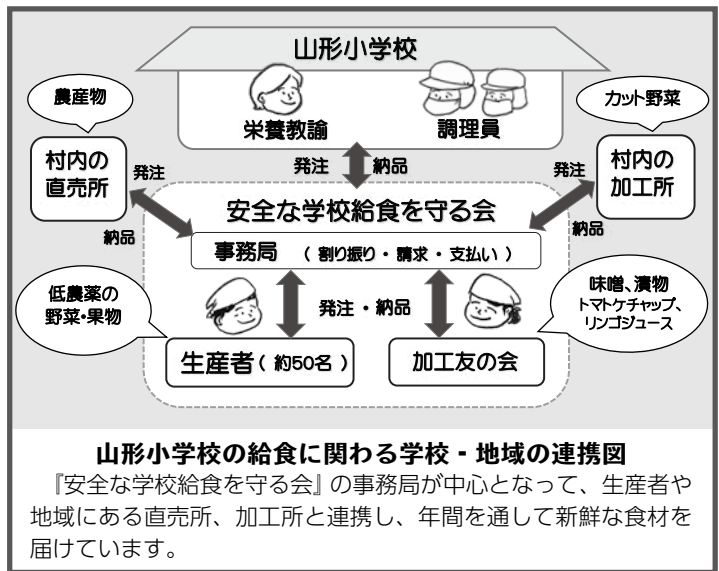 山形小学校
栄養教諭
調理員
農産物
カット野菜
村内の
直売所
村内の
加工所
発注
納品
発注 納品
発注
納品
安全な学校給食を守る会
事務局 ( 割り振り・請求・支払い )
低農薬の
野菜・果物
発注・納品
味噌、漬物
トマトケチャップ、
リンゴジュース
生産者 ( 約50名 )
加工友の会
山形小学校の給食に関わる学校‐地域の連携図
『安全な学校給食を守る会』の事務局が中心となって、生産者や
地域にある直売所、加工所と連携し、年間を通して新鮮な食材を
届けています。